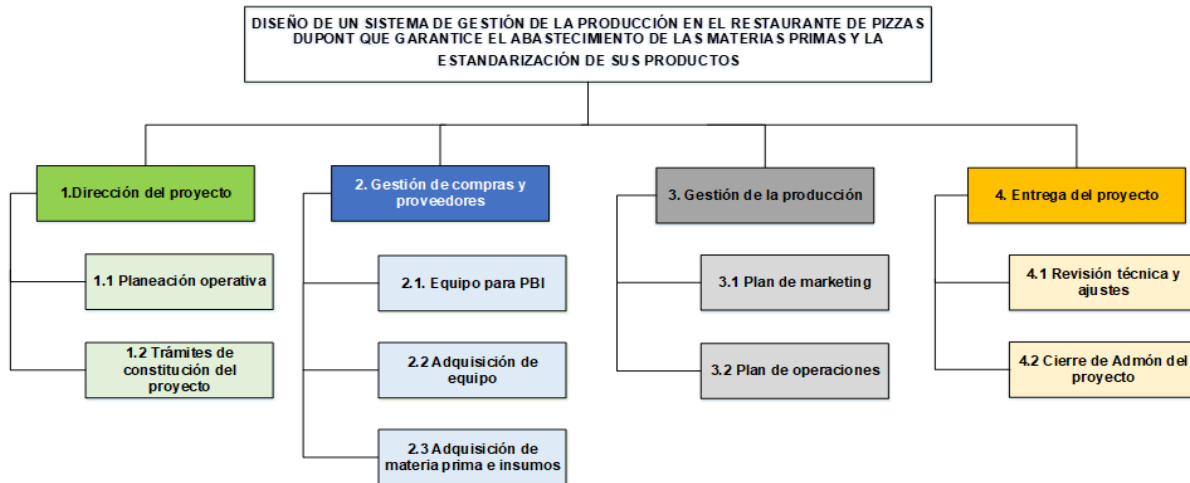 DISEÑO DE UN SISTEMA DE GESTIÓN DE LA PRODUCCIÓN EN EL RESTAURANTE DE PIZZAS
DUPONT QUE GARANTICE EL ABASTECIMIENTO DE LAS MATERIAS PRIMAS Y LA
ESTANDARIZACIÓN DE SUS PRODUCTOS
1.Dirección del proyecto
1.1 Planeación operativa
1.2 Trámites de
constitución del
proyecto
2. Gestión de compras y
proveedores
2.1. Equipo para PBI
2.2 Adquisición de
equipo
2.3 Adquisición de
materia prima e insumos
3. Gestión de la producción
3.1 Plan de marketing
3.2 Plan de operaciones
4. Entrega del proyecto
4.1 Revisión técnica y
ajustes
4.2 Cierre de Admón del
proyecto